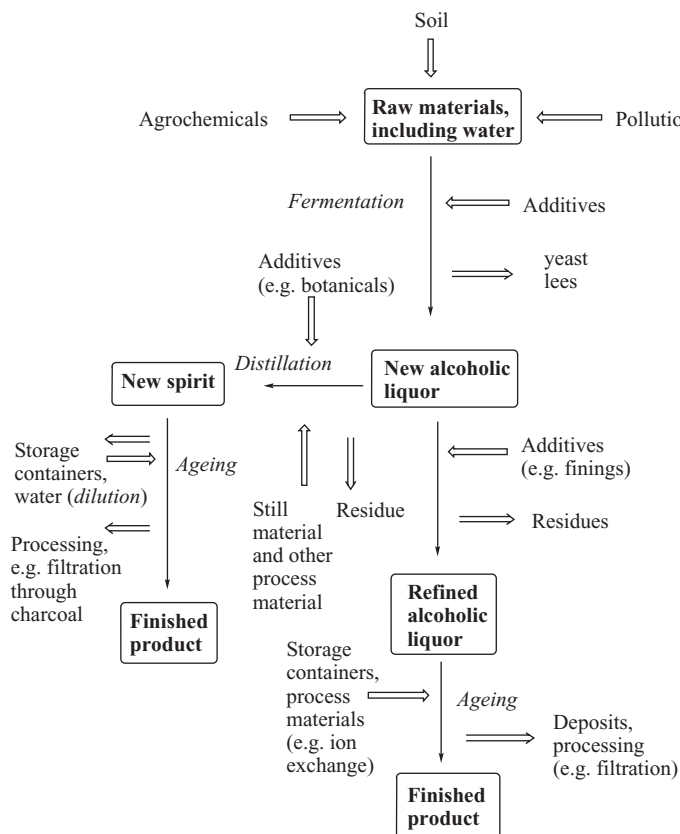 Soil
Agrochemicals
Raw materials,
including water
Pollutio
Fermentation
Additives
yeast
lees
Additives
(e.g. botanicals)
Distillation
New spirit
New alcoholic
liquor
Storage
containers,
water (dilution)
Ageing
Additives
(e.g. finings)
Still
material
and other
process
material
Residue
Residues
Processing,
e.g. filtration
through
charcoal
Finished
product
Refined
alcoholic
liquor
Storage
containers,
process
materials
(e.g. ion
exchange)
Ageing
Deposits,
processing
(e.g. filtration)
Finished
product